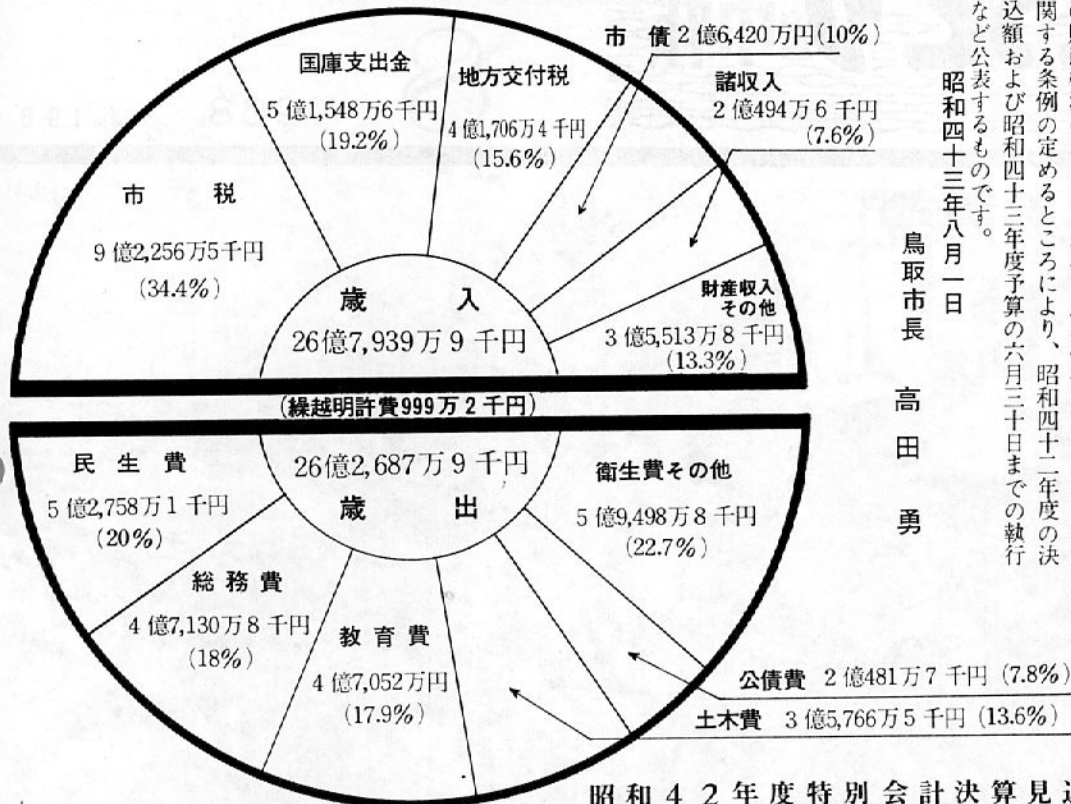 関する条例の定めるところにより、昭和四十二年度の決
込額および昭和四十三年度予算の六月三十日までの執行
など公表するものです。
昭和四十三年八月一日
鳥取市長 高田勇
市税
9億2,256万5千円
(34.4%)
国庫支出金
5億1,548万6千円
(19.2%)
地方交付税
4億1,706万4千円
(15.6%)
市債 2億6,420万円(10%)
諸収入
2億494万6千円
(7.6%)
財産収入
その他
3億5,513万8千円
(13.3%)
歳入
26億7,939万9千円
(繰越明許費999万2千円)
26億2,687万9千円
歳出
民生費
5億2,758万1千円
(20%)
総務費
4億7,130万8千円
(18%)
教育費
4億7,052万円
(17.9%)
衛生費その他
5億9,498万8千円
(22.7%)
公債費 2億481万7千円 (7.8%)
土木費 3億5,766万5千円 (13.6%)
昭和42年度特別会計決算見込